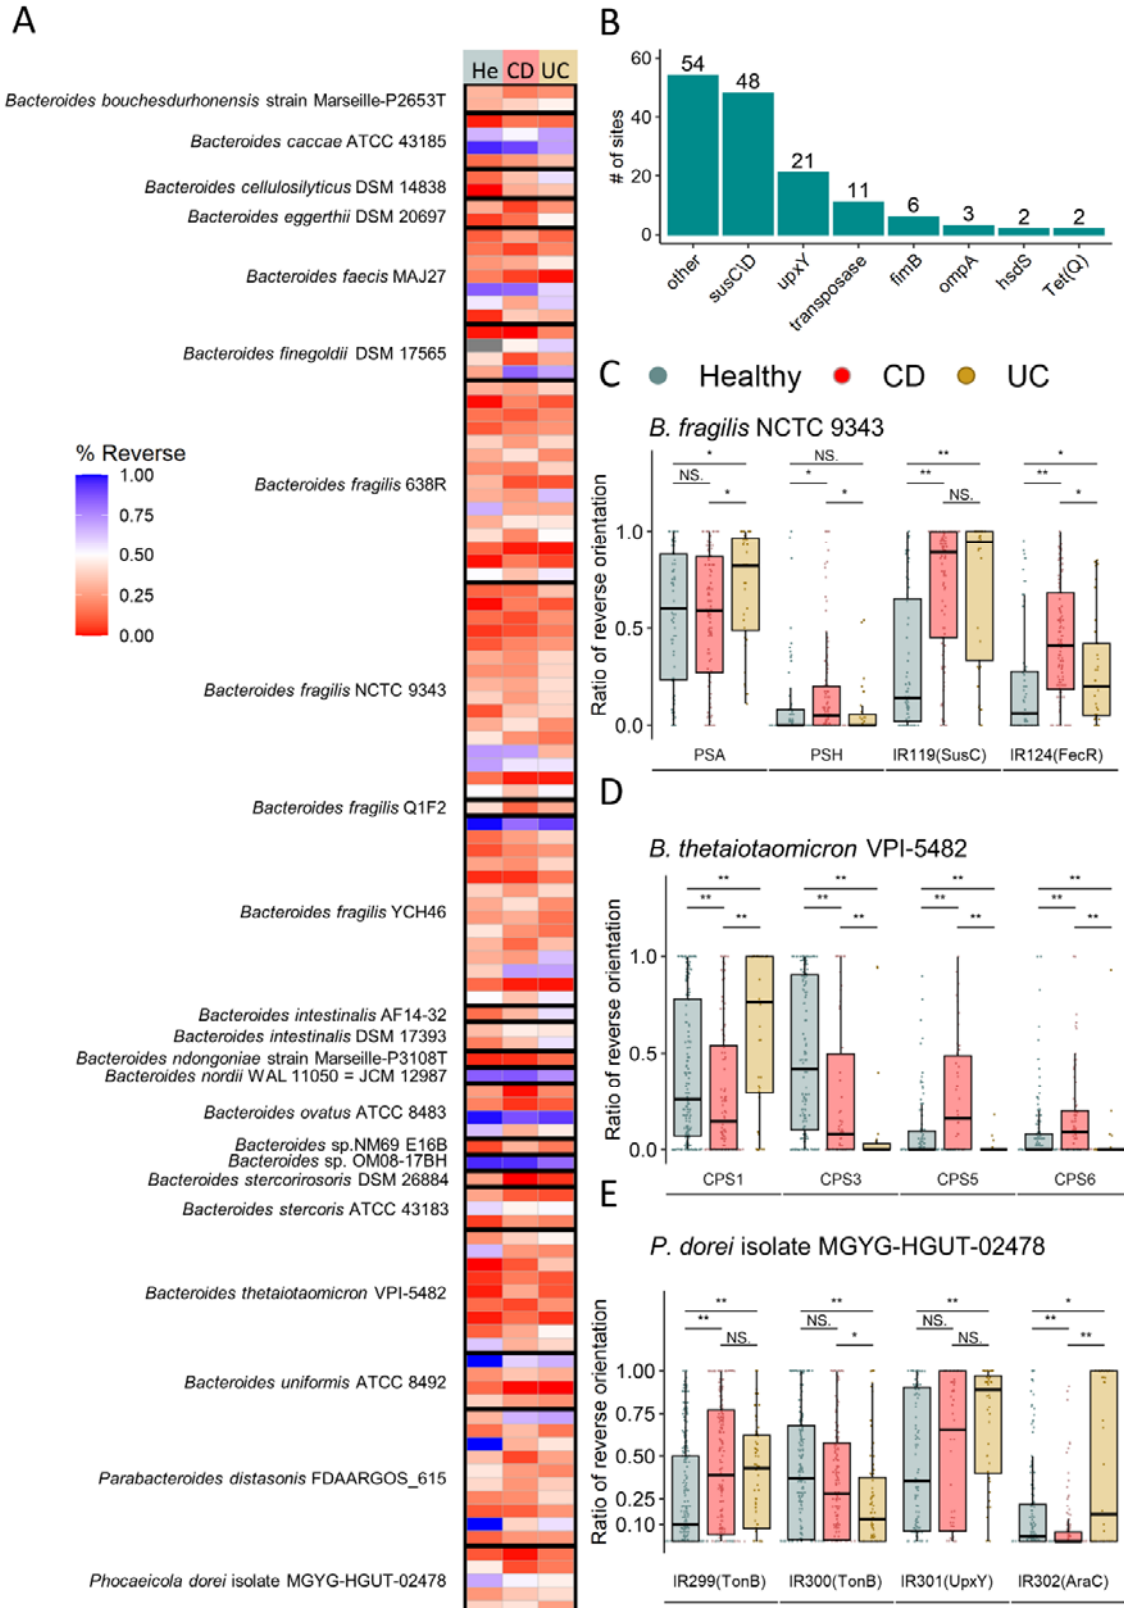 A
He CD UC
Bacteroides bouchesdurhonensis strain Marseille-P2653T
Bacteroides caccae ATCC 43185
Bacteroides cellulosilyticus DSM 14838
Bacteroides eggerthii DSM 20697
Bacteroides faecis MAJ27
Bacteroides finegoldii DSM 17565
Bacteroides fragilis 638R
Bacteroides fragilis NCTC 9343
Bacteroides fragilis Q1F2
Bacteroides fragilis YCH46
Bacteroides intestinalis AF14-32
Bacteroides intestinalis DSM 17393
Bacteroides ndongoniae strain Marseille-P3108T
Bacteroides nordii WAL 11050 = JCM 12987
Bacteroides ovatus ATCC 8483
Bacteroides sp.NM69 E16B
Bacteroides sp. OM08-17BH
Bacteroides stercorirosoris DSM 26884
Bacteroides stercoris ATCC 43183
Bacteroides thetaiotaomicron VPI-5482
Bacteroides uniformis ATCC 8492
Parabacteroides distasonis FDAARGOS_615
Phocaeicola dorei isolate MGYG-HGUT-02478
% Reverse
1.00
0.75
0.50
0.25
0.00
B
# of sites
60
40
20
0
54
48
21
11
6
3
2
2
other
susC\D
upxY
transposase
fimB
ompA
hsdS
Tet(Q)
C
Healthy CD UC
B. fragilis NCTC 9343
Ratio of reverse orientation
1.0
0.5
0.0
* NS. ** *
NS. * ** **
* * NS. *
PSA PSH IR119(SusC) IR124(FecR)
D
B. thetaiotaomicron VPI-5482
Ratio of reverse orientation
1.0
0.5
0.0
** ** ** **
** ** ** **
** ** ** **
CPS1 CPS3 CPS5 CPS6
E
P. dorei isolate MGYG-HGUT-02478
Ratio of reverse orientation
1.00
0.75
0.50
0.25
0.10
** ** ** *
** NS. NS. **
NS. * NS. **
IR299(TonB) IR300(TonB) IR301(UpxY) IR302(AraC)